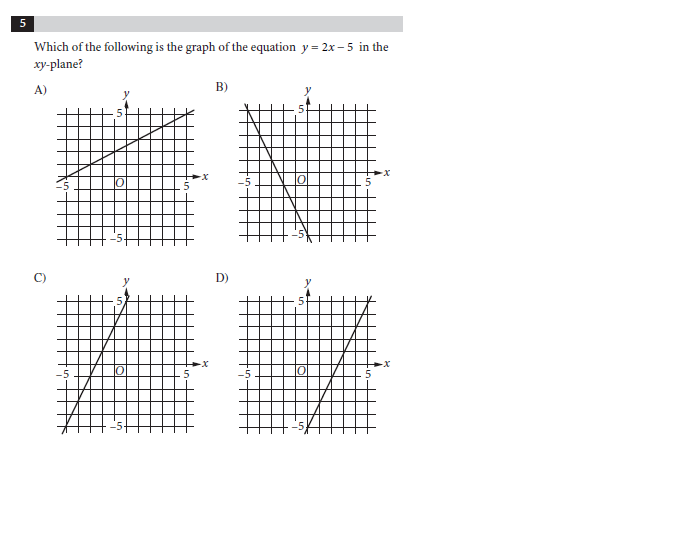 5
Which of the following is the graph of the equation y = 2x – 5 in the
xy-plane?
A)
y
5
x
–5
O
5
–5
B)
y
5
x
–5
O
5
–5
C)
y
5
x
–5
O
5
–5
D)
y
5
x
–5
O
5
–5